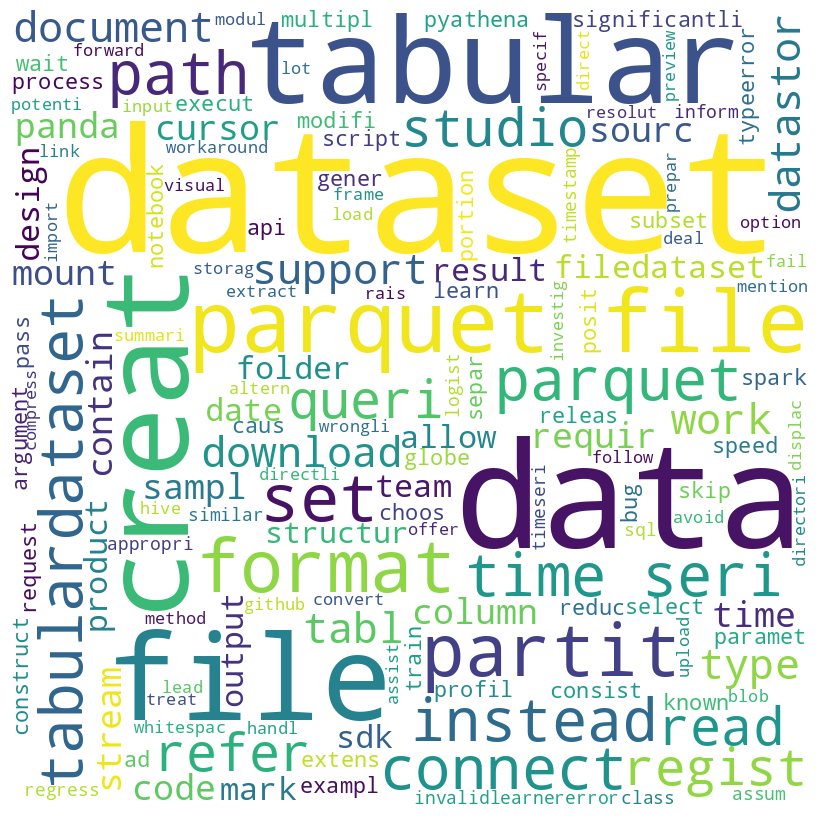 document modul multipl pyathena significantli
wait forward tabular specif direct preview datastor
process path typeerror
potenti input execut lot resolut inform
panda cursor modifi studio sourc
link workaround script
design import notebook visual dataset
gener frame load api portion timestamp subset prepar deal option
mount storag support result filedataset fail
extract rais learn mention
tabulardataset creat parquet file investig posit
pass summari contain folder altern logist separ parquet spark
argument compress date queri releas work displac
caus wrongli allow requir speed
download globe follow
directli data
hive sampl set team timeseri bug skip
similar choos offer sql avoid directori
product appropri structur
request format time seri
method github convert column reduc select time
construct output tabl partit upload paramet
treat file assist train type
lead profil consist known blob
stream whitespac handl sdk instead read
ad refer extens connect regist
regress code mark exampl invalidlearnererror class assum